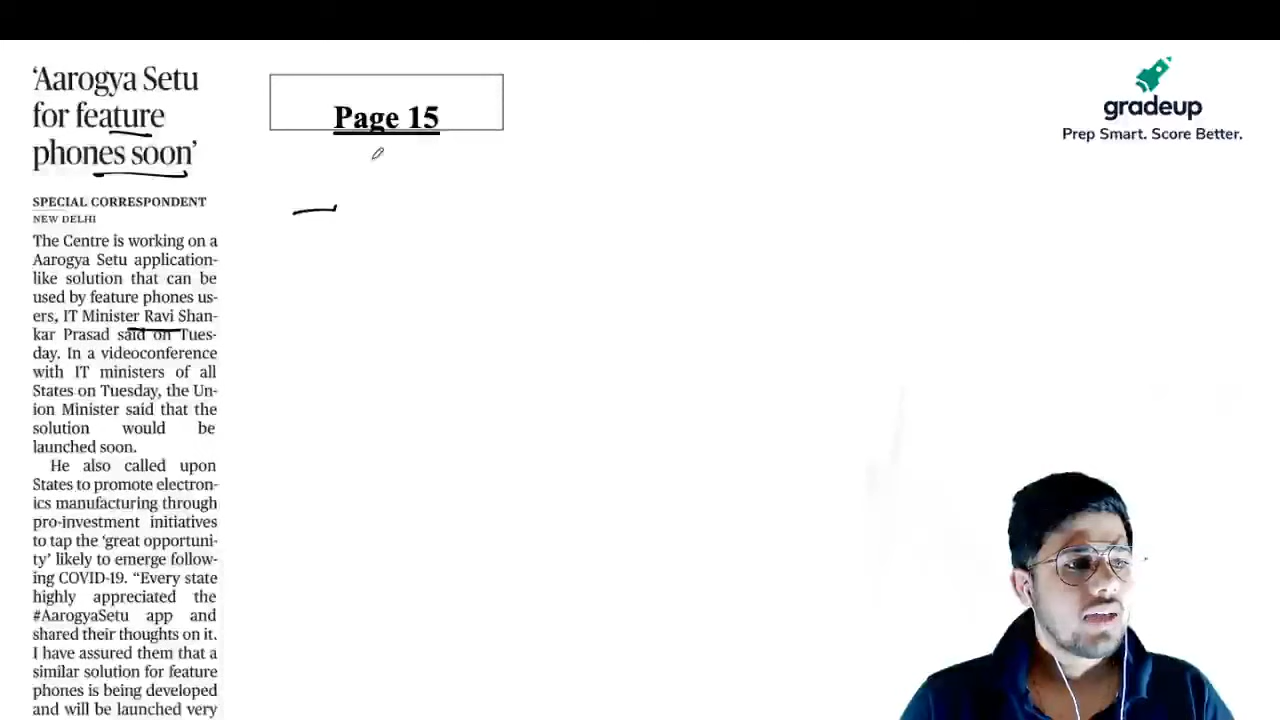 ‘Aarogya Setu
for feature
phones soon’
SPECIAL CORRESPONDENT
NEW DELHI
The Centre is working on a
Aarogya Setu application-
like solution that can be
used by feature phones us-
ers, IT Minister Ravi Shan-
kar Prasad said on Tues-
day. In a videoconference
with IT ministers of all
States on Tuesday, the Un-
ion Minister said that the
solution would be
launched soon.
He also called upon
States to promote electron-
ics manufacturing through
pro-investment initiatives
to tap the ‘great opportuni-
ty’ likely to emerge follow-
ing COVID-19. “Every state
highly appreciated the
#AarogyaSetu app and
shared their thoughts on it.
I have assured them that a
similar solution for feature
phones is being developed
and will be launched very
Page 15
gradeup
Prep Smart. Score Better.